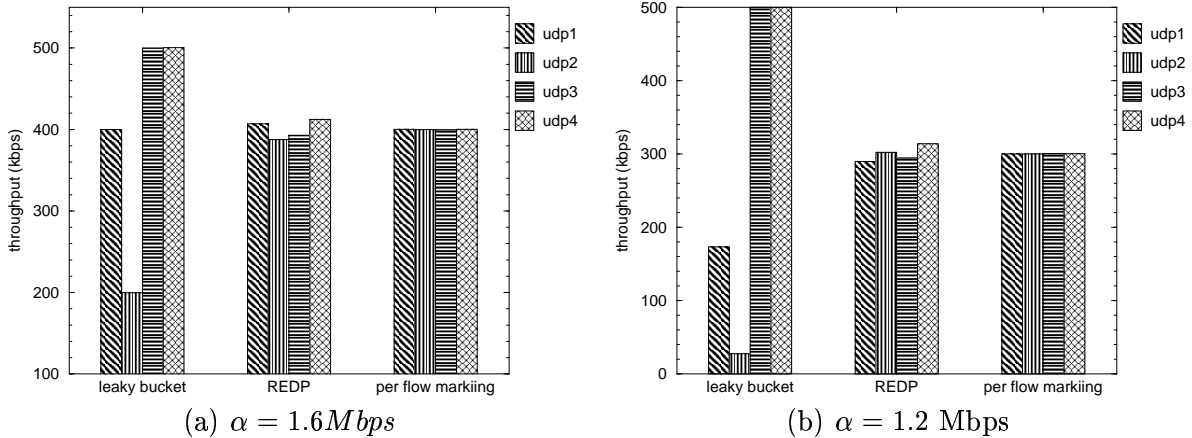 throughput (kbps)
500
400
300
200
100
leaky bucket
REDP
per flow markiing
udp1
udp2
udp3
udp4
(a) α = 1.6Mbps
throughput (kbps)
500
400
300
200
100
0
leaky bucket
REDP
per flow markiing
udp1
udp2
udp3
udp4
(b) α = 1.2 Mbps